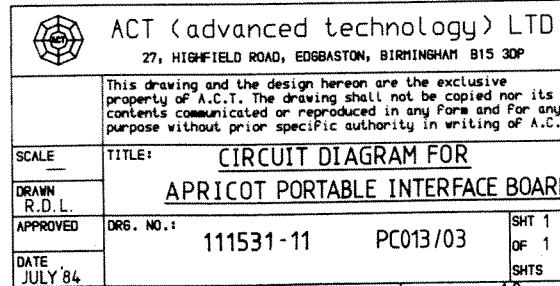 ACT
ACT (advanced technology) LTD
27, HIGHFIELD ROAD, EDGBASTON, BIRMINGHAM B15 3DP
This drawing and the design hereon are the exclusive
property of A.C.T. The drawing shall not be copied nor its
contents communicated or reproduced in any form and for any
purpose without prior specific authority in writing of A.C.
SCALE
TITLE: CIRCUIT DIAGRAM FOR
APRICOT PORTABLE INTERFACE BOAR
DRAWN
R.D.L.
APPROVED
DRG. NO.:
111531-11 PC013/03
SHT 1
OF 1
SHTS
DATE
JULY '84